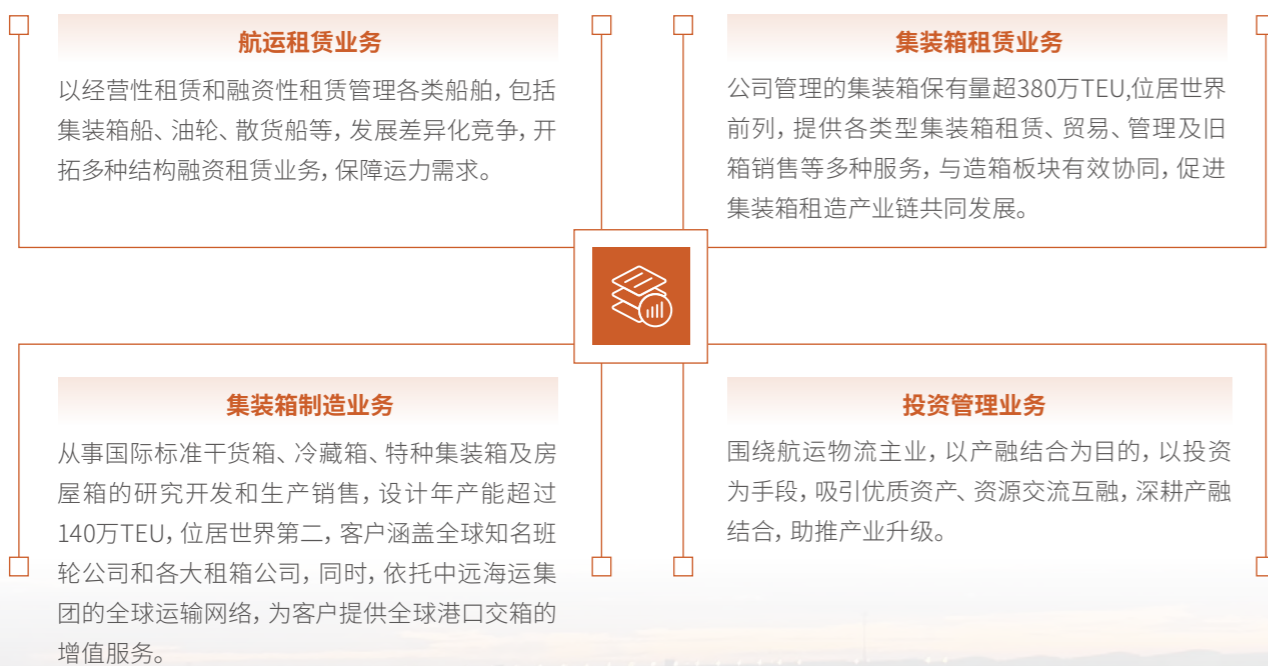 航运租赁业务
以经营性租赁和融资性租赁管理各类船舶，包括
集装箱船、油轮、散货船等，发展差异化竞争，开
拓多种结构融资租赁业务，保障运力需求。
集装箱租赁业务
公司管理的集装箱保有量超380万TEU,位居世界
前列，提供各类型集装箱租赁、贸易、管理及旧
箱销售等多种服务，与造箱板块有效协同，促进
集装箱租造产业链共同发展。
集装箱制造业务
从事国际标准干货箱、冷藏箱、特种集装箱及房
屋箱的研究开发和生产销售，设计年产能超过
140万TEU，位居世界第二，客户涵盖全球知名班
轮公司和各大租箱公司，同时，依托中远海运集
团的全球运输网络，为客户提供全球港口交箱的
增值服务。
投资管理业务
围绕航运物流主业，以产融结合为目的，以投资
为手段，吸引优质资产、资源交流互融，深耕产融
结合，助推产业升级。